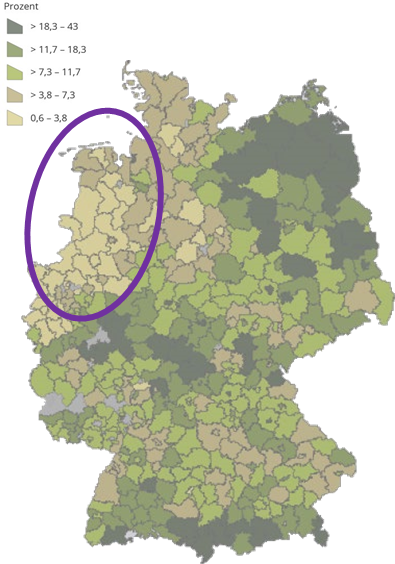 Prozent
> 18,3 – 43
> 11,7 – 18,3
> 7,3 – 11,7
> 3,8 – 7,3
0,6 – 3,8